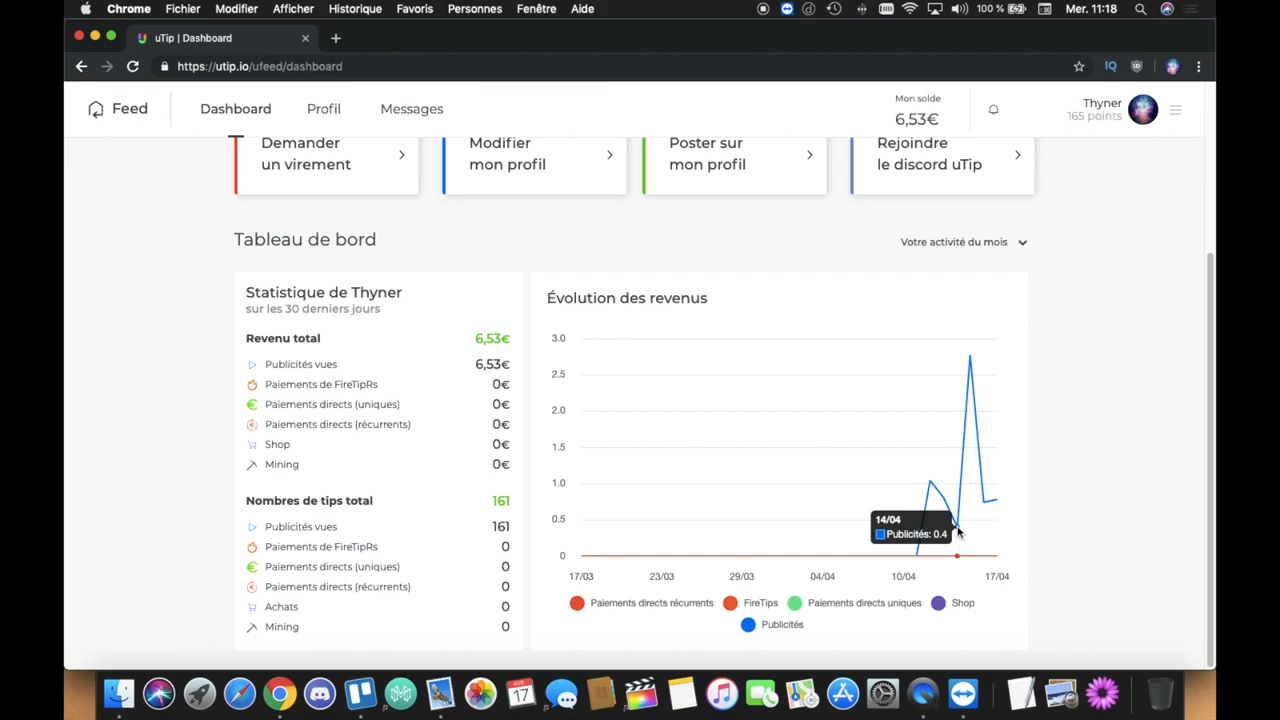 Chrome Fichier Modifier Afficher Historique Favoris Personnes Fenêtre Aide 100 % Mer. 11:18
uTip | Dashboard
https://utip.io/ufeed/dashboard
Feed Dashboard Profil Messages
Mon solde
6,53€
Thyner
165 points
Demander
un virement
Modifier
mon profil
Poster sur
mon profil
Rejoindre
le discord uTip
Tableau de bord
Votre activité du mois
Statistique de Thyner
sur les 30 derniers jours
Revenu total 6,53€
Publicités vues 6,53€
Paiements de FireTipRs 0€
Paiements directs (uniques) 0€
Paiements directs (récurrents) 0€
Shop 0€
Mining 0€
Nombres de tips total 161
Publicités vues 161
Paiements de FireTipRs 0
Paiements directs (uniques) 0
Paiements directs (récurrents) 0
Achats 0
Mining 0
Évolution des revenus
3.0
2.5
2.0
1.5
1.0
0.5
0
14/04
Publicités: 0.4
17/03 23/03 29/03 04/04 10/04 17/04
Paiements directs récurrents FireTips Paiements directs uniques Shop
Publicités
17